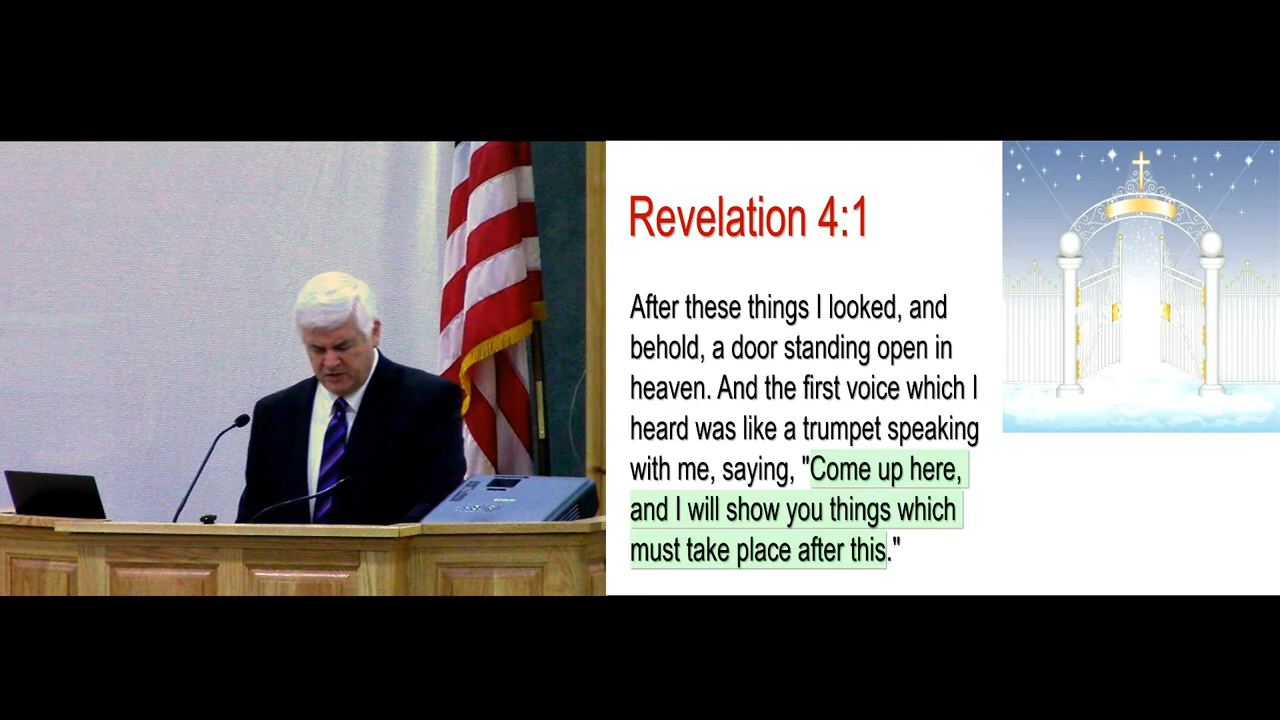 Revelation 4:1
After these things I looked, and
behold, a door standing open in
heaven. And the first voice which I
heard was like a trumpet speaking
with me, saying, "Come up here,
and I will show you things which
must take place after this."